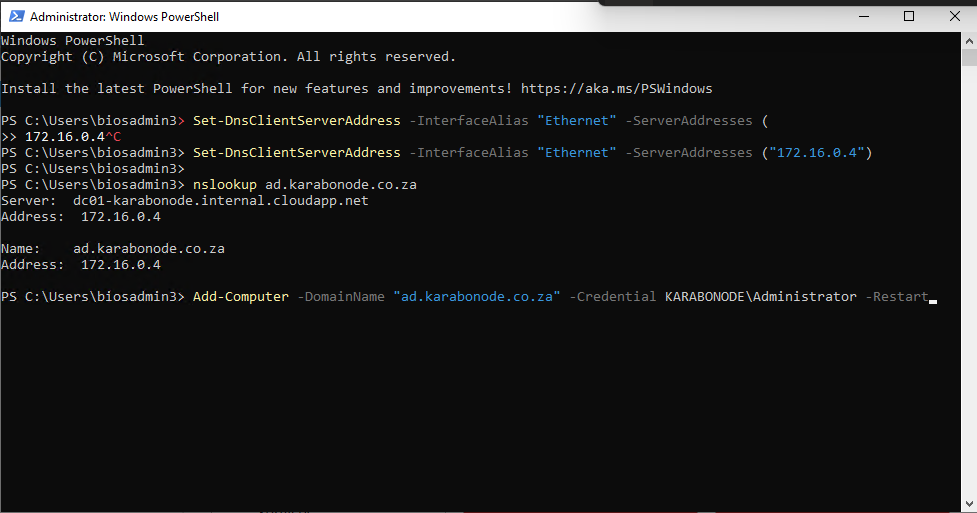 Administrator: Windows PowerShell
Windows PowerShell
Copyright (C) Microsoft Corporation. All rights reserved.
Install the latest PowerShell for new features and improvements! https://aka.ms/PSWindows
PS C:\Users\biosadmin3> Set-DnsClientServerAddress -InterfaceAlias "Ethernet" -ServerAddresses (
>> 172.16.0.4^C
PS C:\Users\biosadmin3> Set-DnsClientServerAddress -InterfaceAlias "Ethernet" -ServerAddresses ("172.16.0.4")
PS C:\Users\biosadmin3>
PS C:\Users\biosadmin3> nslookup ad.karabonode.co.za
Server:  dc01-karabonode.internal.cloudapp.net
Address:  172.16.0.4
Name:    ad.karabonode.co.za
Address:  172.16.0.4
PS C:\Users\biosadmin3> Add-Computer -DomainName "ad.karabonode.co.za" -Credential KARABONODE\Administrator -Restart